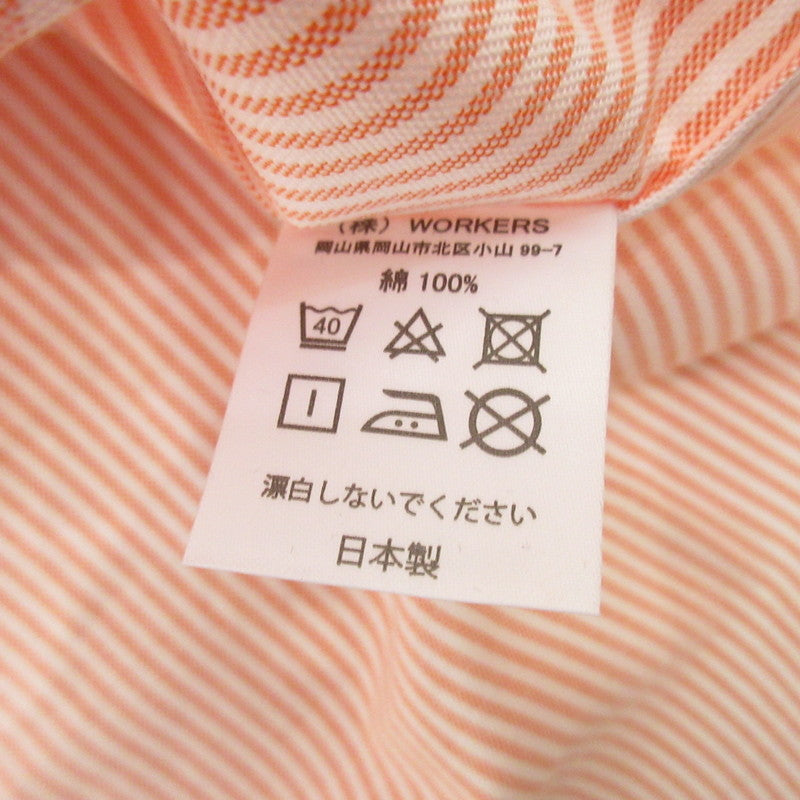 （株） WORKERS
岡山県岡山市北区小山 99-7
綿 100%
40
漂白しないでください
日本製